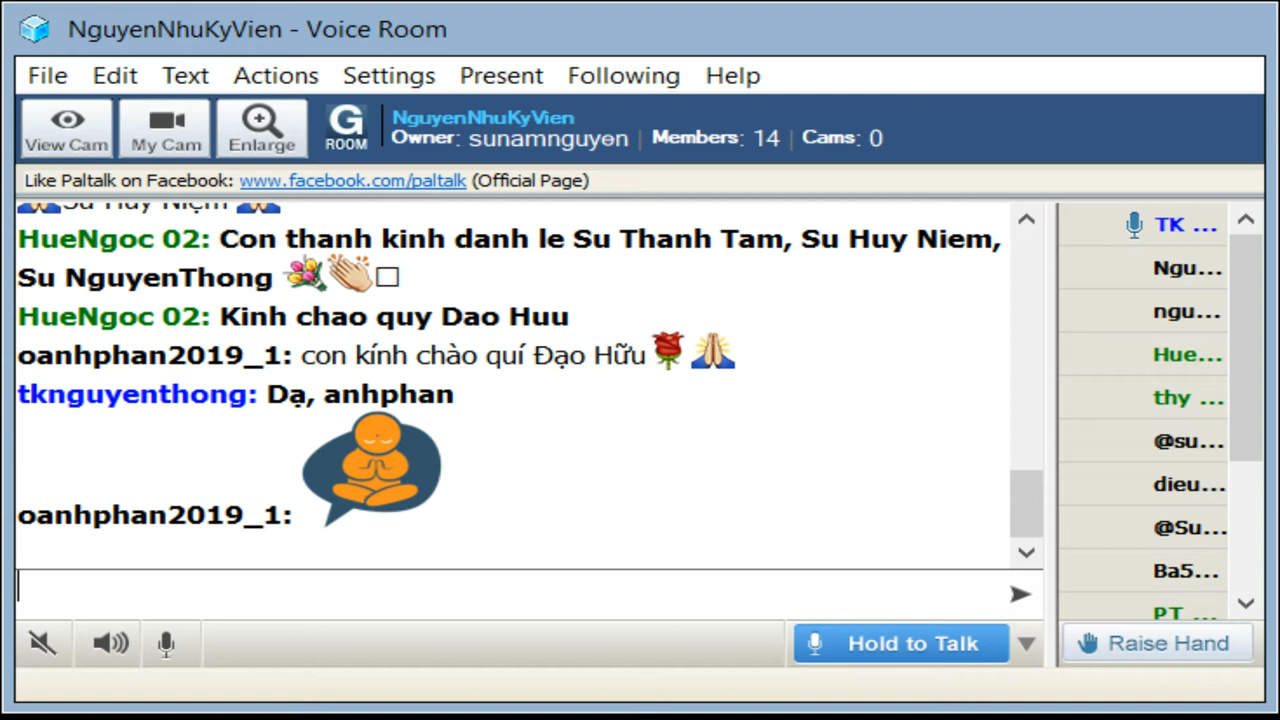 NguyenNhuKyVien - Voice Room
File Edit Text Actions Settings Present Following Help
View Cam My Cam Enlarge G ROOM
NguyenNhuKyVien
Owner: sunamnguyen | Members: 14 | Cams: 0
Like Paltalk on Facebook: www.facebook.com/paltalk (Official Page)
Sư Huy Niệm
HueNgoc 02: Con thanh kinh danh le Su Thanh Tam, Su Huy Niem,
Su NguyenThong
HueNgoc 02: Kinh chao quy Dao Huu
oanhphan2019_1: con kính chào quí Đạo Hữu
tknguyenthong: Dạ, anhphan
oanhphan2019_1:
TK ...
Ngu...
ngu...
Hue...
thy ...
@su...
dieu...
@Su...
Ba5...
PT ...
Hold to Talk
Raise Hand